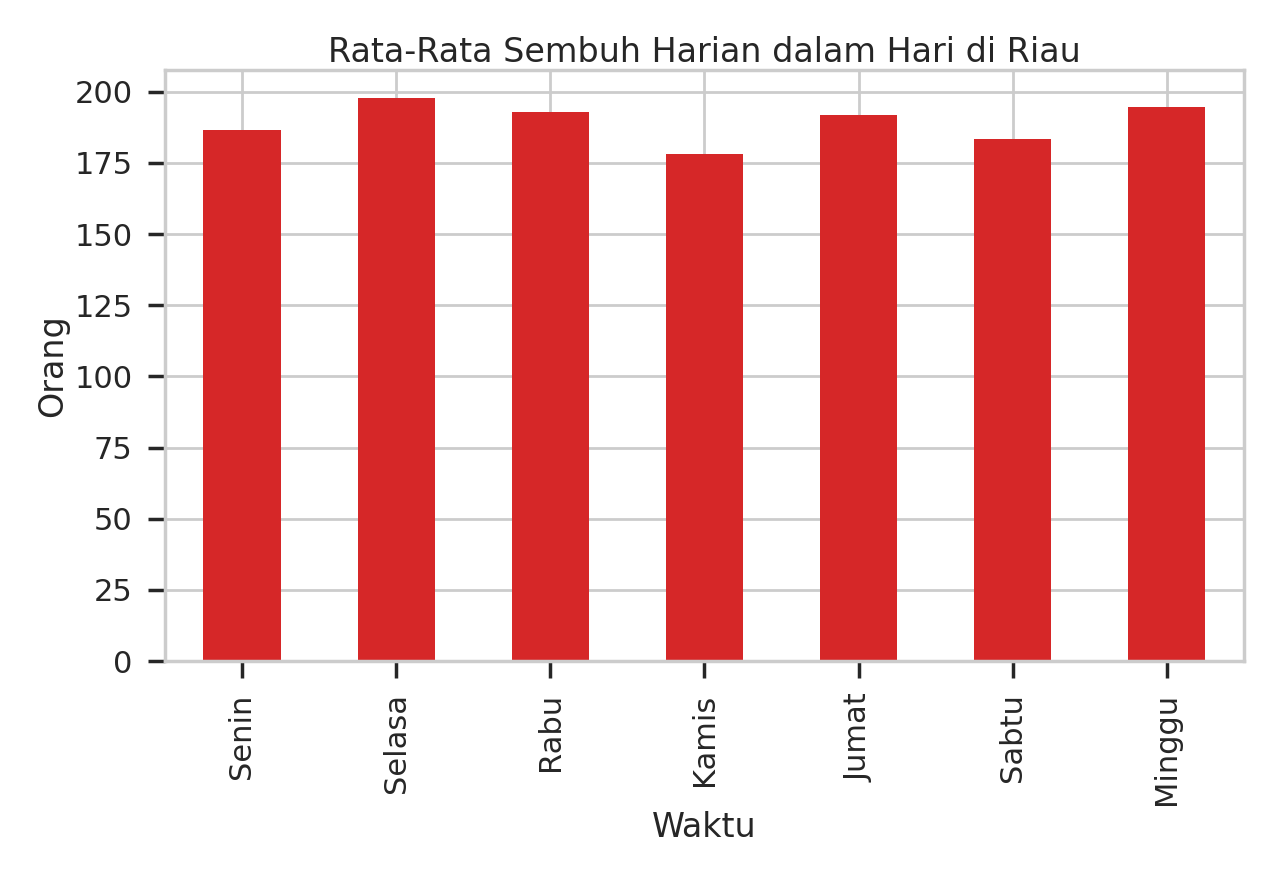 Rata-Rata Sembuh Harian dalam Hari di Riau
200
175
150
125
100
75
50
25
0
Orang
Senin
Selasa
Rabu
Kamis
Jumat
Sabtu
Minggu
Waktu